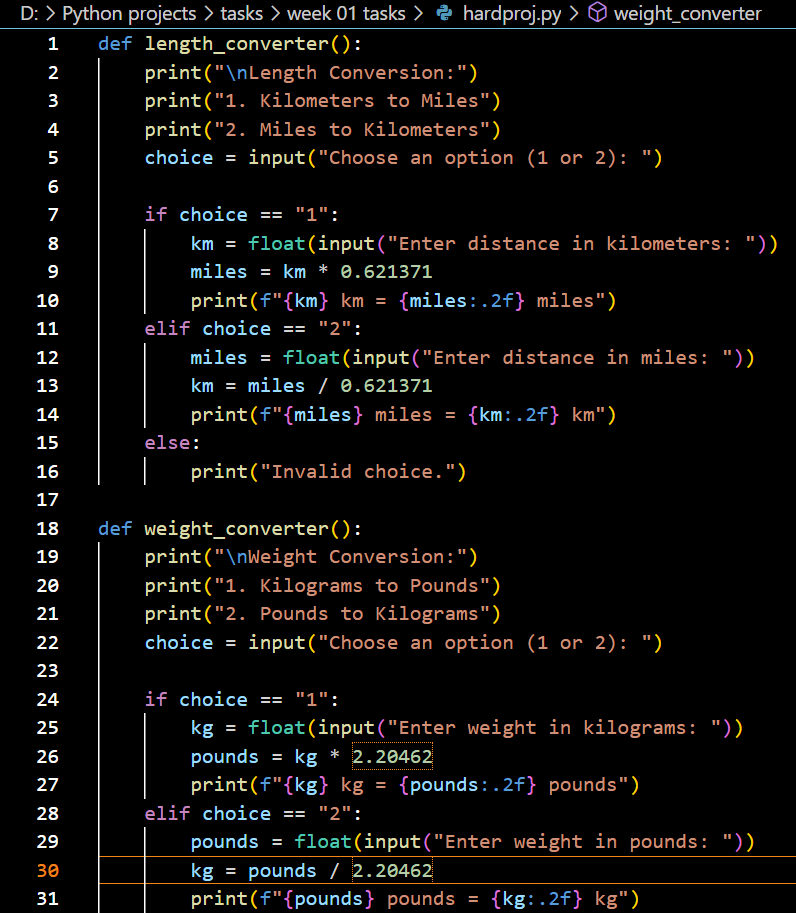 D: > Python projects > tasks > week 01 tasks > hardproj.py > weight_converter
1 def length_converter():
2     print("\nLength Conversion:")
3     print("1. Kilometers to Miles")
4     print("2. Miles to Kilometers")
5     choice = input("Choose an option (1 or 2): ")
6
7     if choice == "1":
8         km = float(input("Enter distance in kilometers: "))
9         miles = km * 0.621371
10         print(f"{km} km = {miles:.2f} miles")
11     elif choice == "2":
12         miles = float(input("Enter distance in miles: "))
13         km = miles / 0.621371
14         print(f"{miles} miles = {km:.2f} km")
15     else:
16         print("Invalid choice.")
17
18 def weight_converter():
19     print("\nWeight Conversion:")
20     print("1. Kilograms to Pounds")
21     print("2. Pounds to Kilograms")
22     choice = input("Choose an option (1 or 2): ")
23
24     if choice == "1":
25         kg = float(input("Enter weight in kilograms: "))
26         pounds = kg * 2.20462
27         print(f"{kg} kg = {pounds:.2f} pounds")
28     elif choice == "2":
29         pounds = float(input("Enter weight in pounds: "))
30         kg = pounds / 2.20462
31         print(f"{pounds} pounds = {kg:.2f} kg")